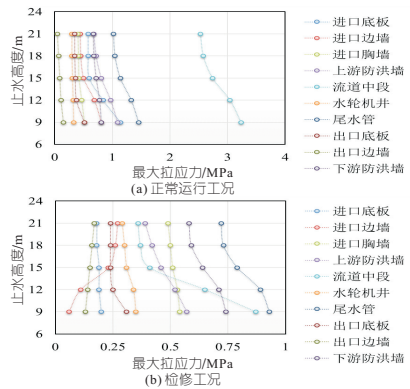 24
21
18
15
12
9
6
0
1
2
3
4
止水高度/m
最大拉应力/MPa
(a) 正常运行工况
进口底板
进口边墙
进口胸墙
上游防洪墙
流道中段
水轮机井
尾水管
出口底板
出口边墙
下游防洪墙
24
21
18
15
12
9
6
0
0.25
0.5
0.75
1
止水高度/m
最大拉应力/MPa
(b) 检修工况
进口底板
进口边墙
进口胸墙
上游防洪墙
流道中段
水轮机井
尾水管
出口底板
出口边墙
下游防洪墙